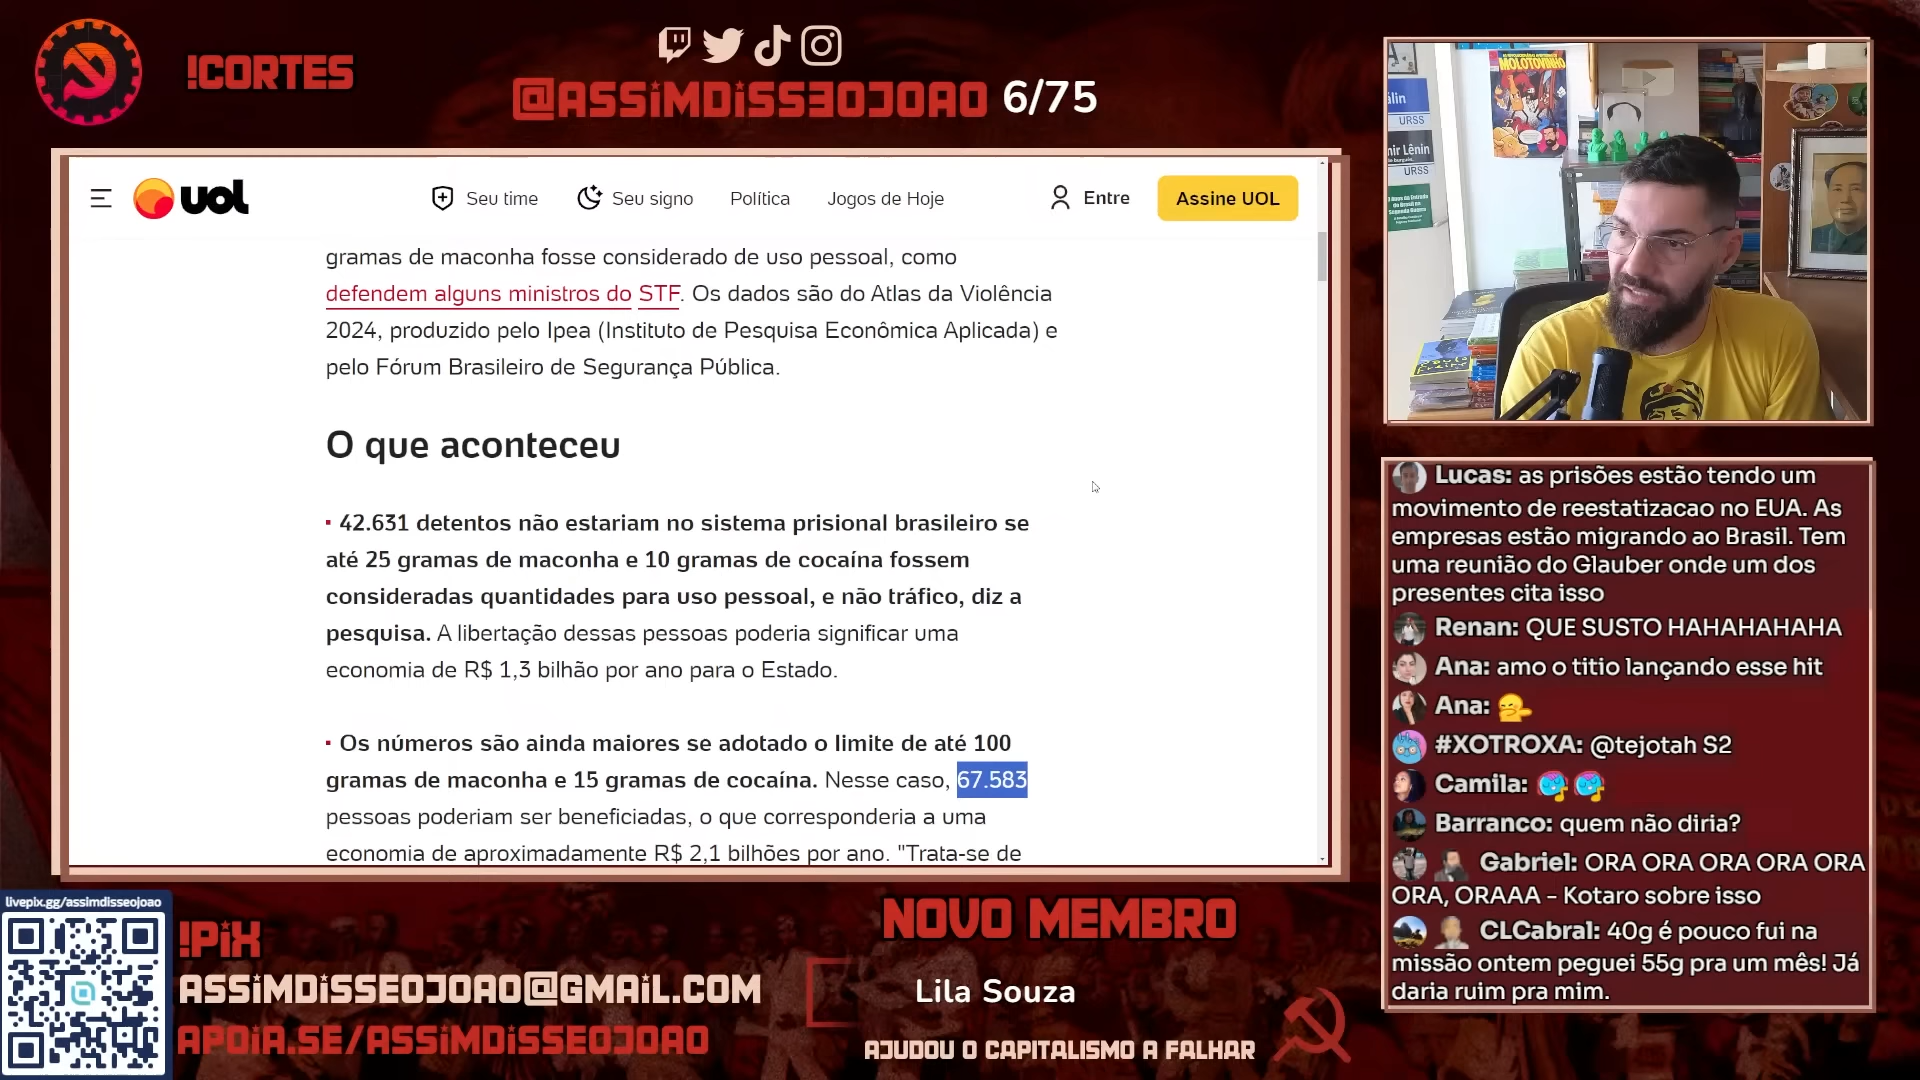 !CORTES
@ASSIMDISSEOJOAO 6/75
uol
Seu time
Seu signo
Política
Jogos de Hoje
Entre
Assine UOL
gramas de maconha fosse considerado de uso pessoal, como
defendem alguns ministros do STF. Os dados são do Atlas da Violência
2024, produzido pelo Ipea (Instituto de Pesquisa Econômica Aplicada) e
pelo Fórum Brasileiro de Segurança Pública.
O que aconteceu
42.631 detentos não estariam no sistema prisional brasileiro se
até 25 gramas de maconha e 10 gramas de cocaína fossem
consideradas quantidades para uso pessoal, e não tráfico, diz a
pesquisa. A libertação dessas pessoas poderia significar uma
economia de R$ 1,3 bilhão por ano para o Estado.
Os números são ainda maiores se adotado o limite de até 100
gramas de maconha e 15 gramas de cocaína. Nesse caso, 67.583
pessoas poderiam ser beneficiadas, o que corresponderia a uma
economia de aproximadamente R$ 2,1 bilhões por ano. "Trata-se de
MOLOTOVINHO
URSS
URSS
Lucas: as prisões estão tendo um
movimento de reestatizacao no EUA. As
empresas estão migrando ao Brasil. Tem
uma reunião do Glauber onde um dos
presentes cita isso
Renan: QUE SUSTO HAHAHAHAHA
Ana: amo o titio lançando esse hit
Ana:
#XOTROXA: @tejotah S2
Camila:
Barranco: quem não diria?
Gabriel: ORA ORA ORA ORA ORA
ORA, ORAAA - Kotaro sobre isso
CLCabral: 40g é pouco fui na
missão ontem peguei 55g pra um mês! Já
daria ruim pra mim.
livepix.gg/assimdisseojoao
!PIX
ASSIMDISSEOJOAO@GMAIL.COM
APOIA.SE/ASSIMDISSEOJOAO
NOVO MEMBRO
Lila Souza
AJUDOU O CAPITALISMO A FALHAR